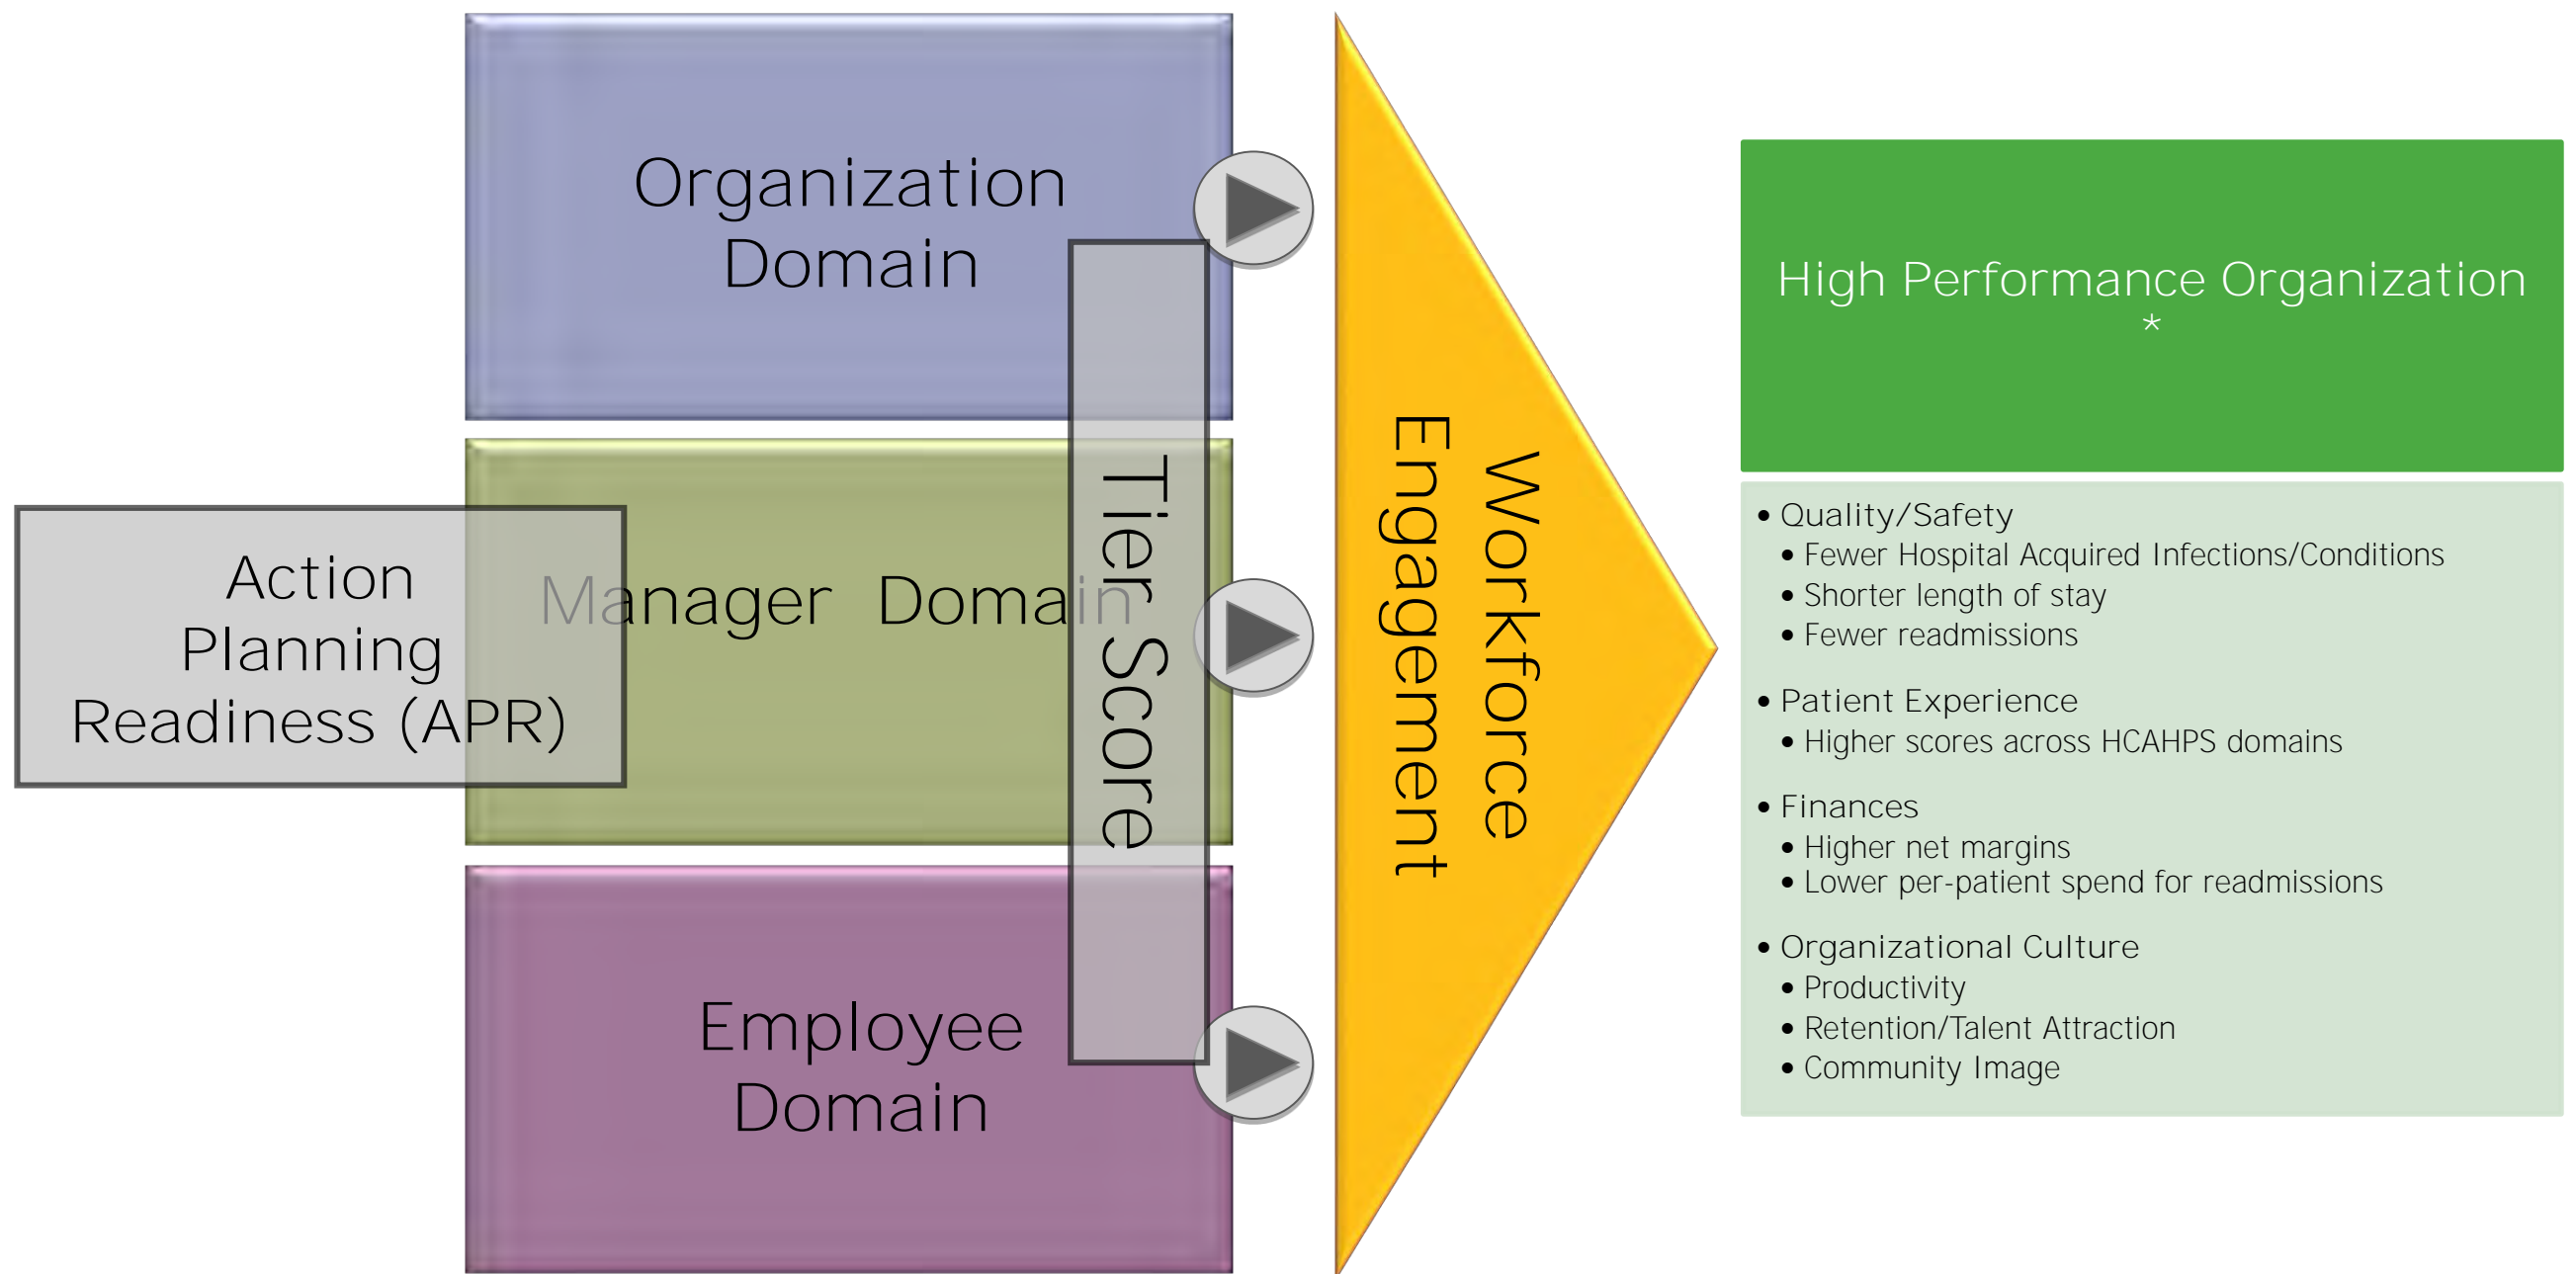 Organization
Domain
Action
Planning
Readiness (APR)
Manager Domain
Employee
Domain
Tier Score
Workforce
Engagement
High Performance Organization
*
• Quality/Safety
• Fewer Hospital Acquired Infections/Conditions
• Shorter length of stay
• Fewer readmissions
• Patient Experience
• Higher scores across HCAHPS domains
• Finances
• Higher net margins
• Lower per-patient spend for readmissions
• Organizational Culture
• Productivity
• Retention/Talent Attraction
• Community Image